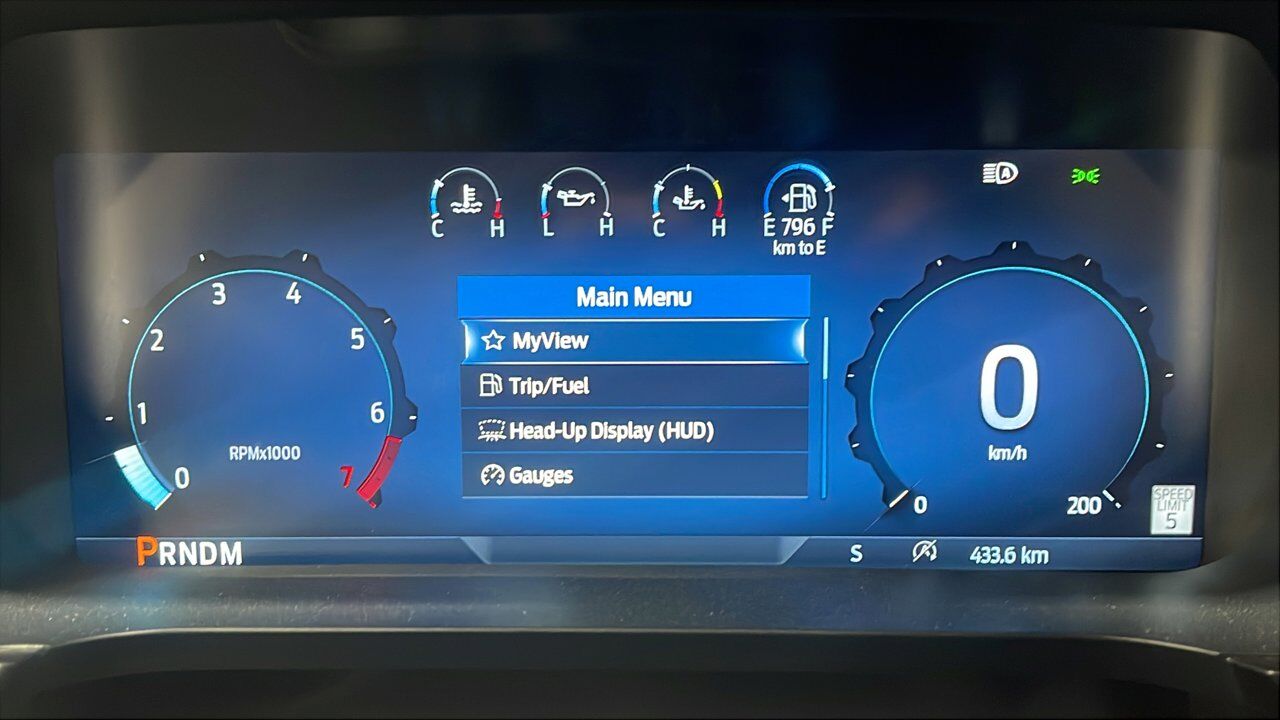 C H
L H
C H
E 796 F
km to E
A
Main Menu
MyView
Trip/Fuel
Head-Up Display (HUD)
Gauges
0
1
2
3
4
5
6
7
RPMx1000
0
km/h
0
200
SPEED
LIMIT
5
PRNDM
S
433.6 km